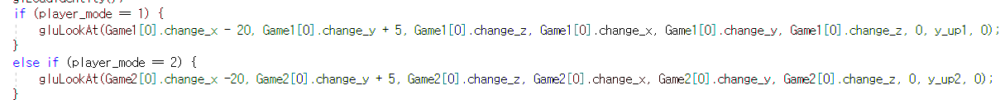 if (player_mode == 1) {
gluLookAt(Game1[0].change_x - 20, Game1[0].change_y + 5, Game1[0].change_z, Game1[0].change_x, Game1[0].change_y, Game1[0].change_z, 0, y_up1, 0);
}
else if (player_mode == 2) {
gluLookAt(Game2[0].change_x -20, Game2[0].change_y + 5, Game2[0].change_z, Game2[0].change_x, Game2[0].change_y, Game2[0].change_z, 0, y_up2, 0);
}